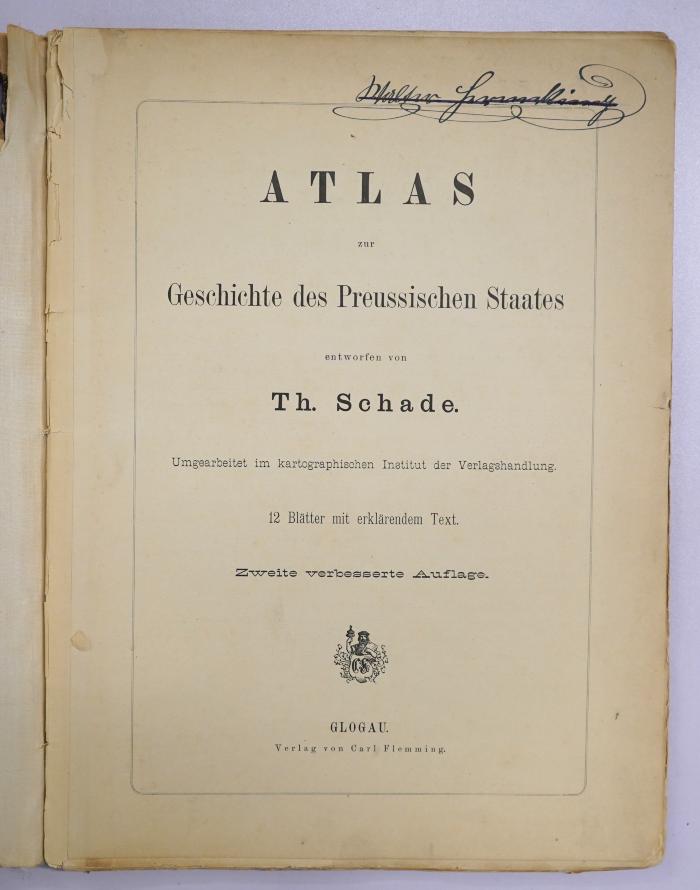 Walter
ATLAS
zur
Geschichte des Preussischen Staates
entworfen von
Th. Schade.
Umgearbeitet im kartographischen Institut der Verlagshandlung.
12 Blätter mit erklärendem Text.
Zweite verbesserte Auflage.
GLOGAU.
Verlag von Carl Flemming.